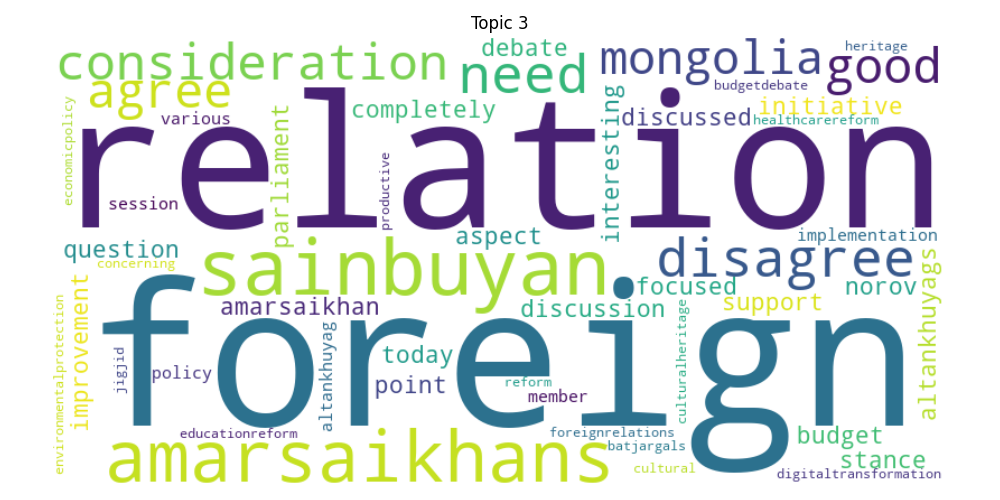 Topic 3
heritage
debate
consideration
mongolia
good
need
budgetdebate
agree
initiative
economicpolicy
various
completely
discussed
healthcarereform
relation
parliament
interesting
productive
session
aspect
implementation
question
disagree
concerning
sainbuyan
focused
norov
amarsaikhan
discussion
support
altankhuyags
foreign
improvement
environmentalprotection
jigjid
policy
altankhuyag
today
point
reform
member
culturalheritage
educationreform
foreignrelations
budget
amarsaikhans
batjargals
stance
cultural
digitaltransformation